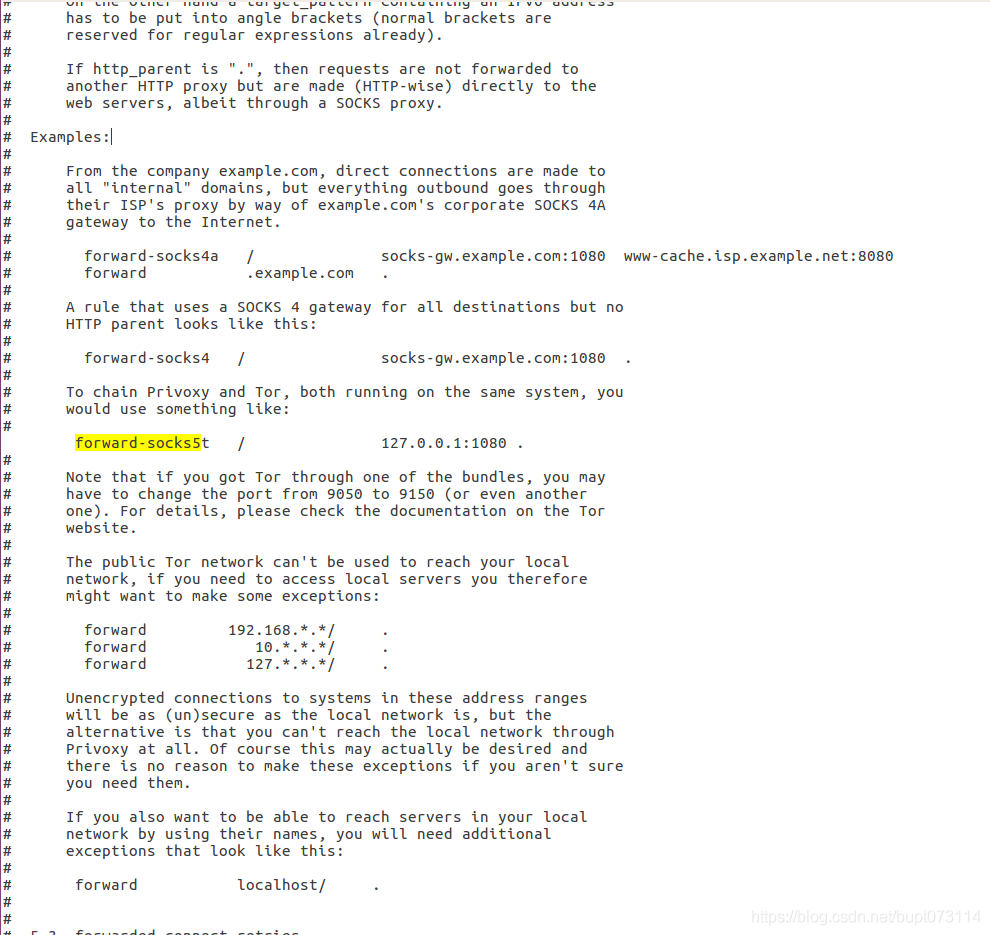 #      on the other hand a target_pattern containing an IPv6 address
#      has to be put into angle brackets (normal brackets are
#      reserved for regular expressions already).
#
#      If http_parent is ".", then requests are not forwarded to
#      another HTTP proxy but are made (HTTP-wise) directly to the
#      web servers, albeit through a SOCKS proxy.
#
#  Examples:
#
#      From the company example.com, direct connections are made to
#      all "internal" domains, but everything outbound goes through
#      their ISP's proxy by way of example.com's corporate SOCKS 4A
#      gateway to the Internet.
#
#        forward-socks4a   /              socks-gw.example.com:1080  www-cache.isp.example.net:8080
#        forward           .example.com   .
#
#      A rule that uses a SOCKS 4 gateway for all destinations but no
#      HTTP parent looks like this:
#
#        forward-socks4   /               socks-gw.example.com:1080  .
#
#      To chain Privoxy and Tor, both running on the same system, you
#      would use something like:
#
        forward-socks5t   /               127.0.0.1:1080 .
#
#      Note that if you got Tor through one of the bundles, you may
#      have to change the port from 9050 to 9150 (or even another
#      one). For details, please check the documentation on the Tor
#      website.
#
#      The public Tor network can't be used to reach your local
#      network, if you need to access local servers you therefore
#      might want to make some exceptions:
#
#        forward         192.168.*.*/     .
#        forward            10.*.*.*/     .
#        forward           127.*.*.*/     .
#
#      Unencrypted connections to systems in these address ranges
#      will be as (un)secure as the local network is, but the
#      alternative is that you can't reach the local network through
#      Privoxy at all. Of course this may actually be desired and
#      there is no reason to make these exceptions if you aren't sure
#      you need them.
#
#      If you also want to be able to reach servers in your local
#      network by using their names, you will need additional
#      exceptions that look like this:
#
#       forward           localhost/     .
#
#
https://blog.csdn.net/bupt073114
#  5.3. forwarded-connect-retries